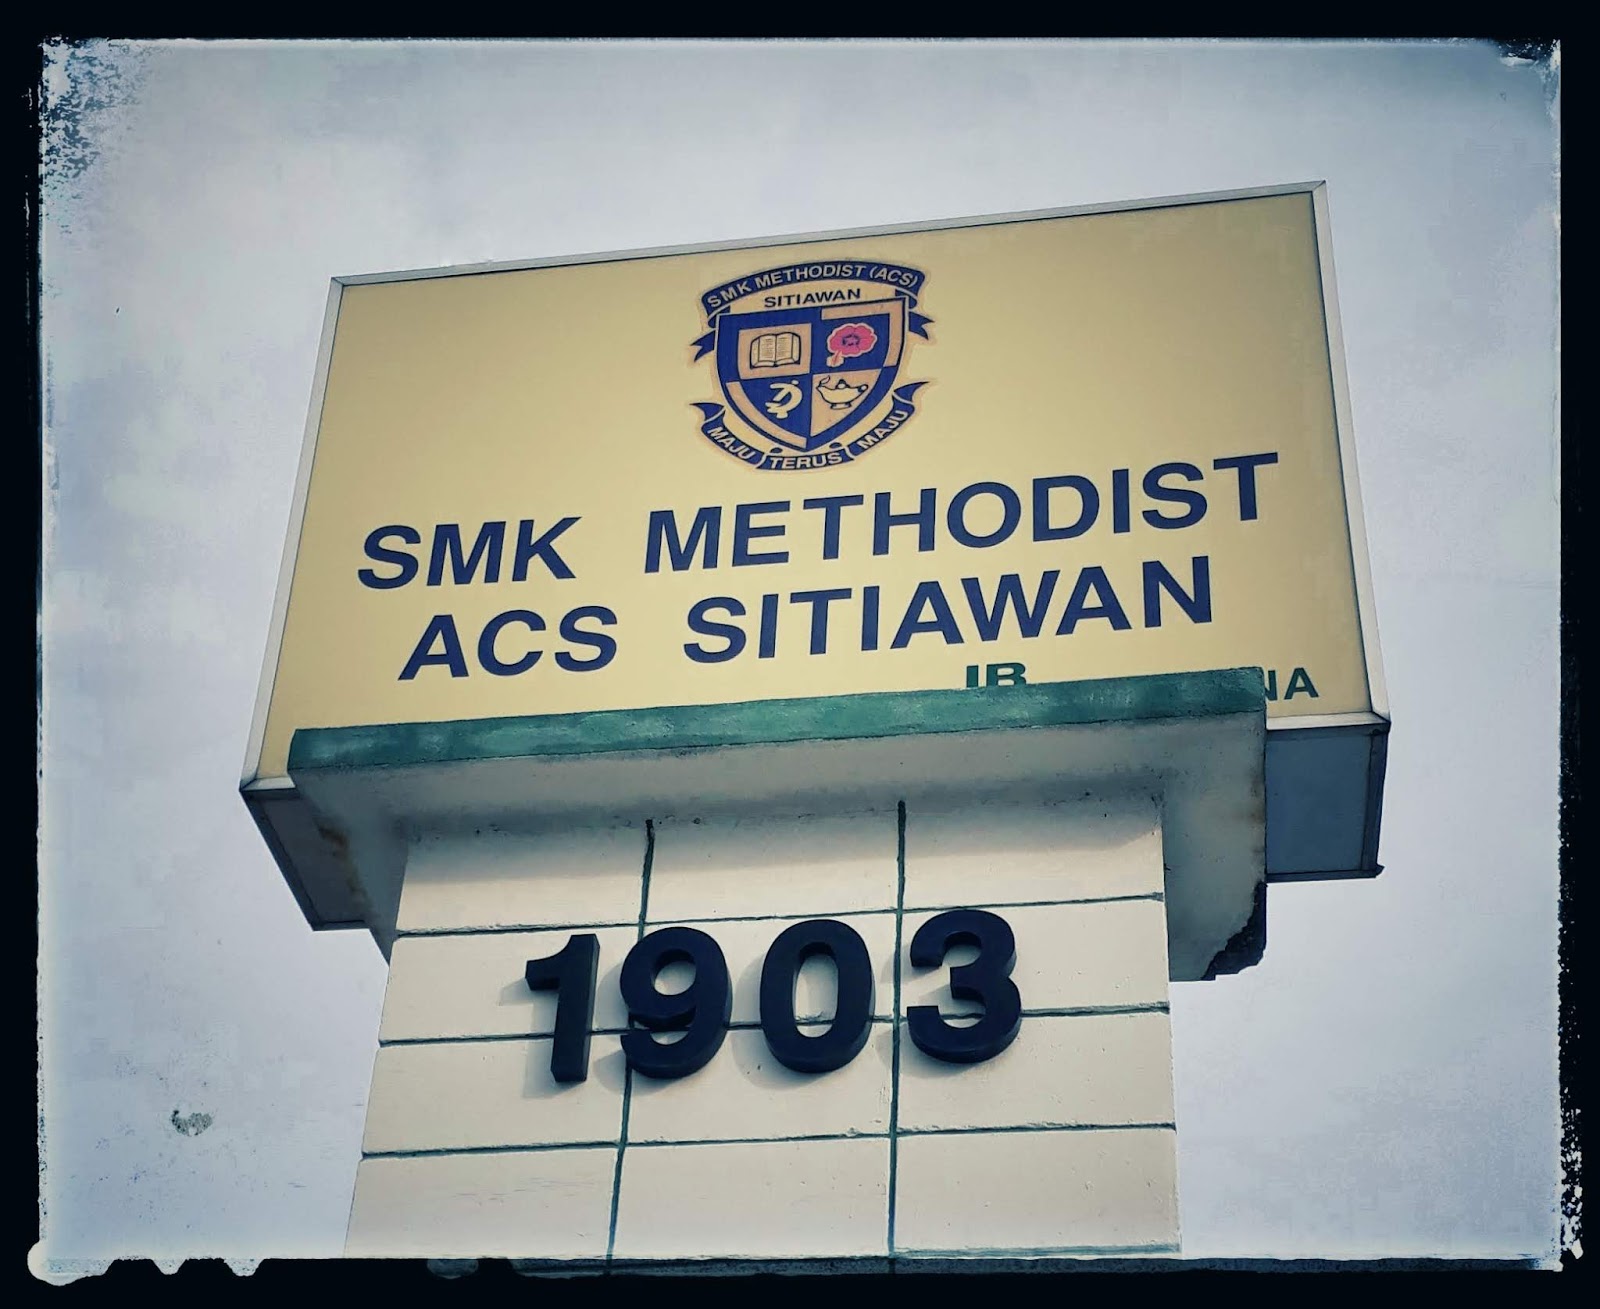 SMK METHODIST (ACS)
SITIAWAN
MAJU TERUS MAJU
SMK METHODIST
ACS SITIAWAN
1903